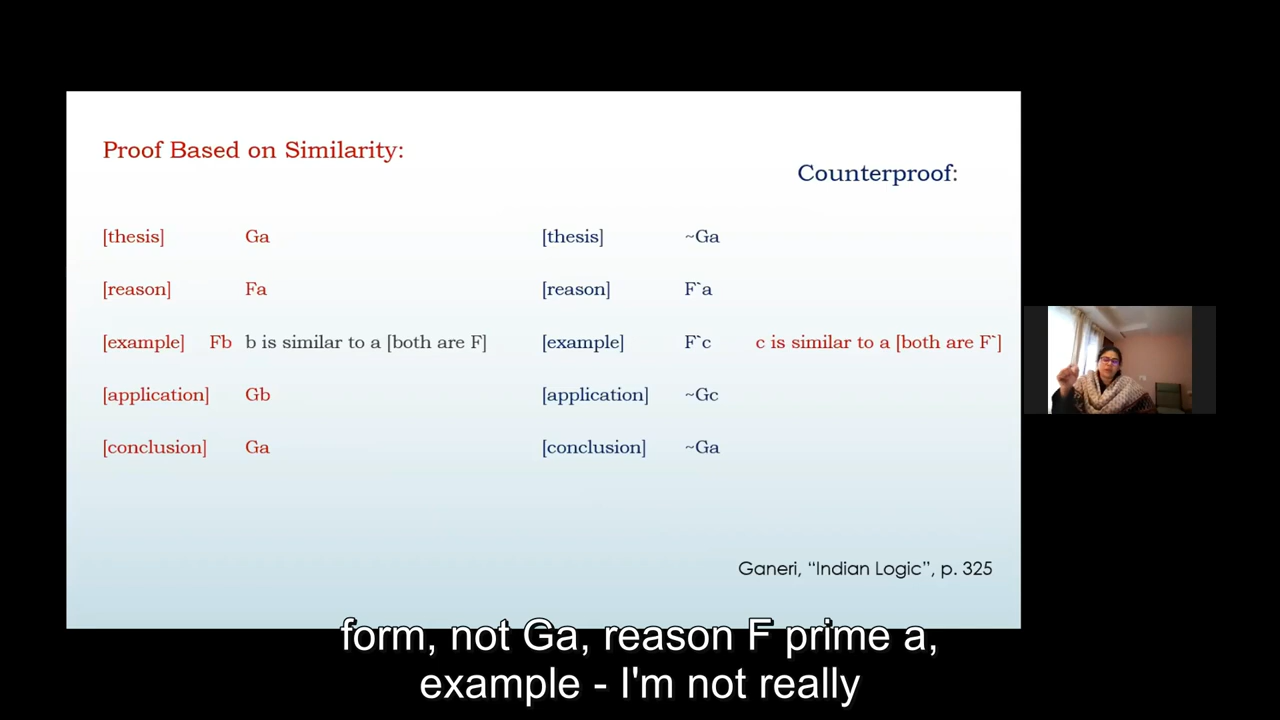 Proof Based on Similarity:
Counterproof:
[thesis] Ga
[reason] Fa
[example] Fb b is similar to a [both are F]
[application] Gb
[conclusion] Ga
[thesis] ~Ga
[reason] F`a
[example] F`c c is similar to a [both are F`]
[application] ~Gc
[conclusion] ~Ga
Ganeri, “Indian Logic”, p. 325
form, not Ga, reason F prime a,
example - I'm not really